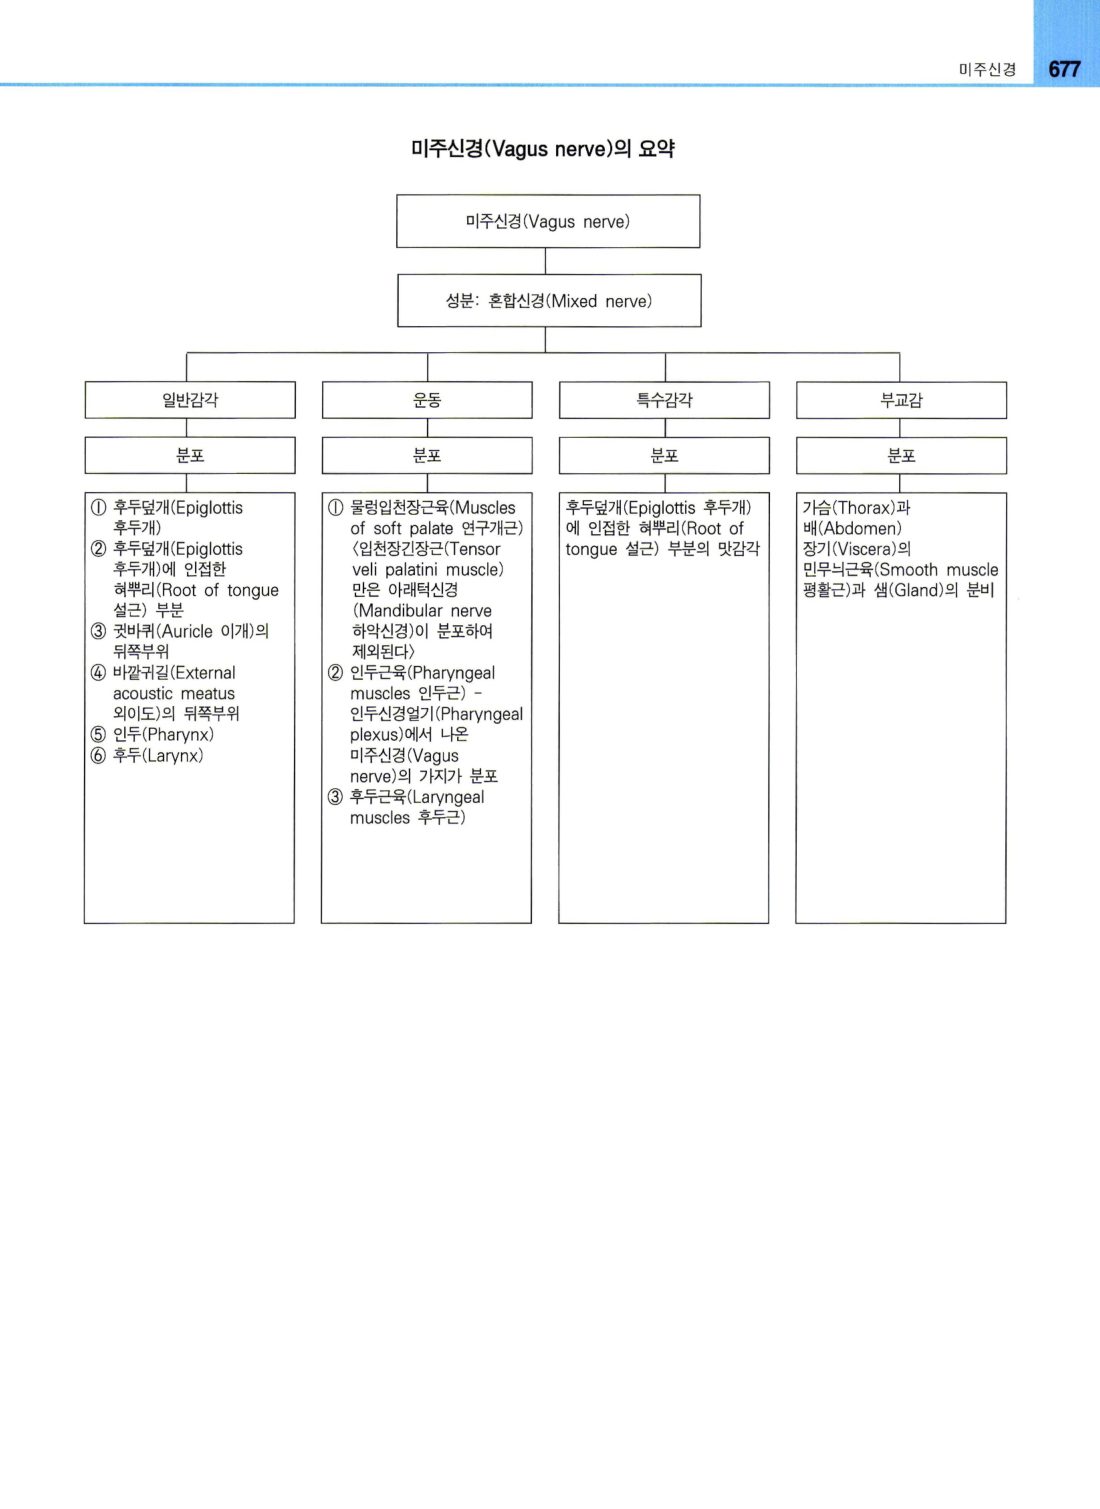 미주신경 677
미주신경(Vagus nerve)의 요약
미주신경(Vagus nerve)
성분: 혼합신경(Mixed nerve)
일반감각
분포
① 후두덮개(Epiglottis
후두개)
② 후두덮개(Epiglottis
후두개)에 인접한
혀뿌리(Root of tongue
설근) 부분
③ 귓바퀴(Auricle 이개)의
뒤쪽부위
④ 바깥귀길(External
acoustic meatus
외이도)의 뒤쪽부위
⑤ 인두(Pharynx)
⑥ 후두(Larynx)
운동
분포
① 물렁입천장근육(Muscles
of soft palate 연구개근)
〈입천장긴장근(Tensor
veli palatini muscle)
만은 아래턱신경
(Mandibular nerve
하악신경)이 분포하여
제외된다〉
② 인두근육(Pharyngeal
muscles 인두근) -
인두신경얼기(Pharyngeal
plexus)에서 나온
미주신경(Vagus
nerve)의 가지가 분포
③ 후두근육(Laryngeal
muscles 후두근)
특수감각
분포
후두덮개(Epiglottis 후두개)
에 인접한 혀뿌리(Root of
tongue 설근) 부분의 맛감각
부교감
분포
가슴(Thorax)과
배(Abdomen)
장기(Viscera)의
민무늬근육(Smooth muscle
평활근)과 샘(Gland)의 분비